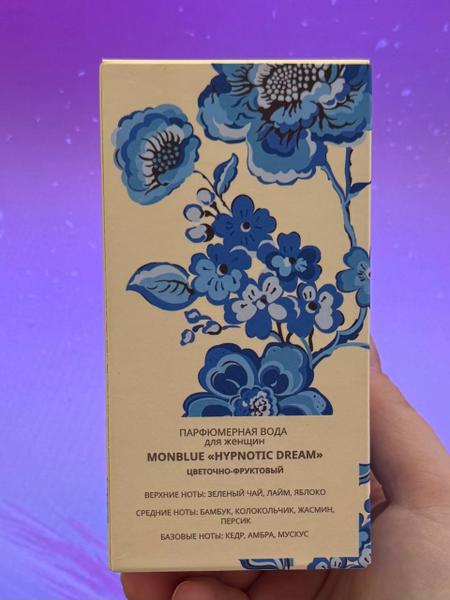 ПАРФЮМЕРНАЯ ВОДА
для женщин
MONBLUE «HYPNOTIC DREAM»
ЦВЕТОЧНО-ФРУКТОВЫЙ
ВЕРХНИЕ НОТЫ: ЗЕЛЕНЫЙ ЧАЙ, ЛАЙМ, ЯБЛОКО
СРЕДНИЕ НОТЫ: БАМБУК, КОЛОКОЛЬЧИК, ЖАСМИН,
ПЕРСИК
БАЗОВЫЕ НОТЫ: КЕДР, АМБРА, МУСКУС